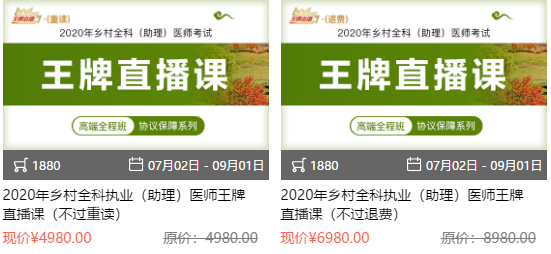 王牌直播 -(重读)
2020年乡村全科（助理）医师考试
王牌直播课
高端全程班 协议保障系列
1880 07月02日 - 09月01日
2020年乡村全科执业（助理）医师王牌
直播课（不过重读）
现价¥4980.00 原价：4980.00
-(退费)
2020年乡村全科（助理）医师考试
王牌直播课
高端全程班 协议保障系列
1880 07月02日 - 09月01日
2020年乡村全科执业（助理）医师王牌
直播课（不过退费）
现价¥6980.00 原价：8980.00